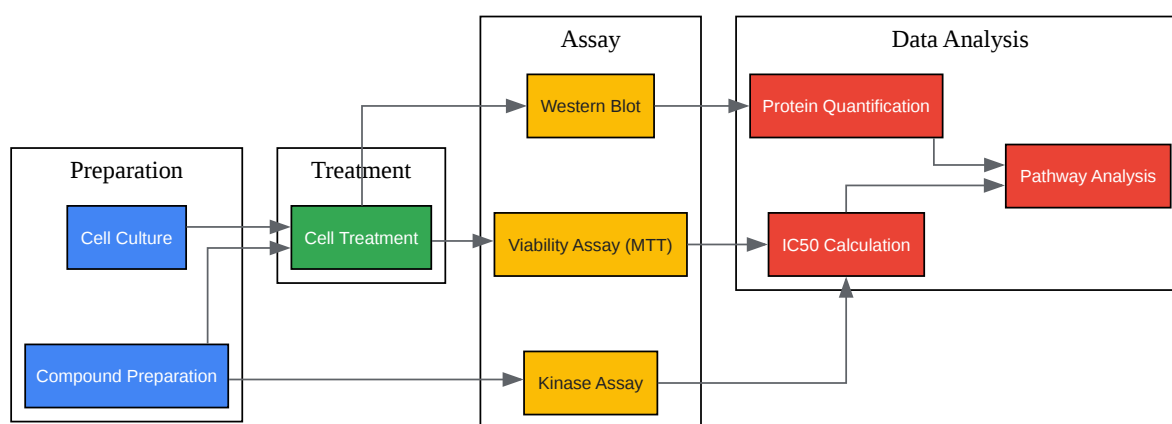 Preparation
Cell Culture
Compound Preparation
Treatment
Cell Treatment
Assay
Western Blot
Viability Assay (MTT)
Kinase Assay
Data Analysis
Protein Quantification
IC50 Calculation
Pathway Analysis